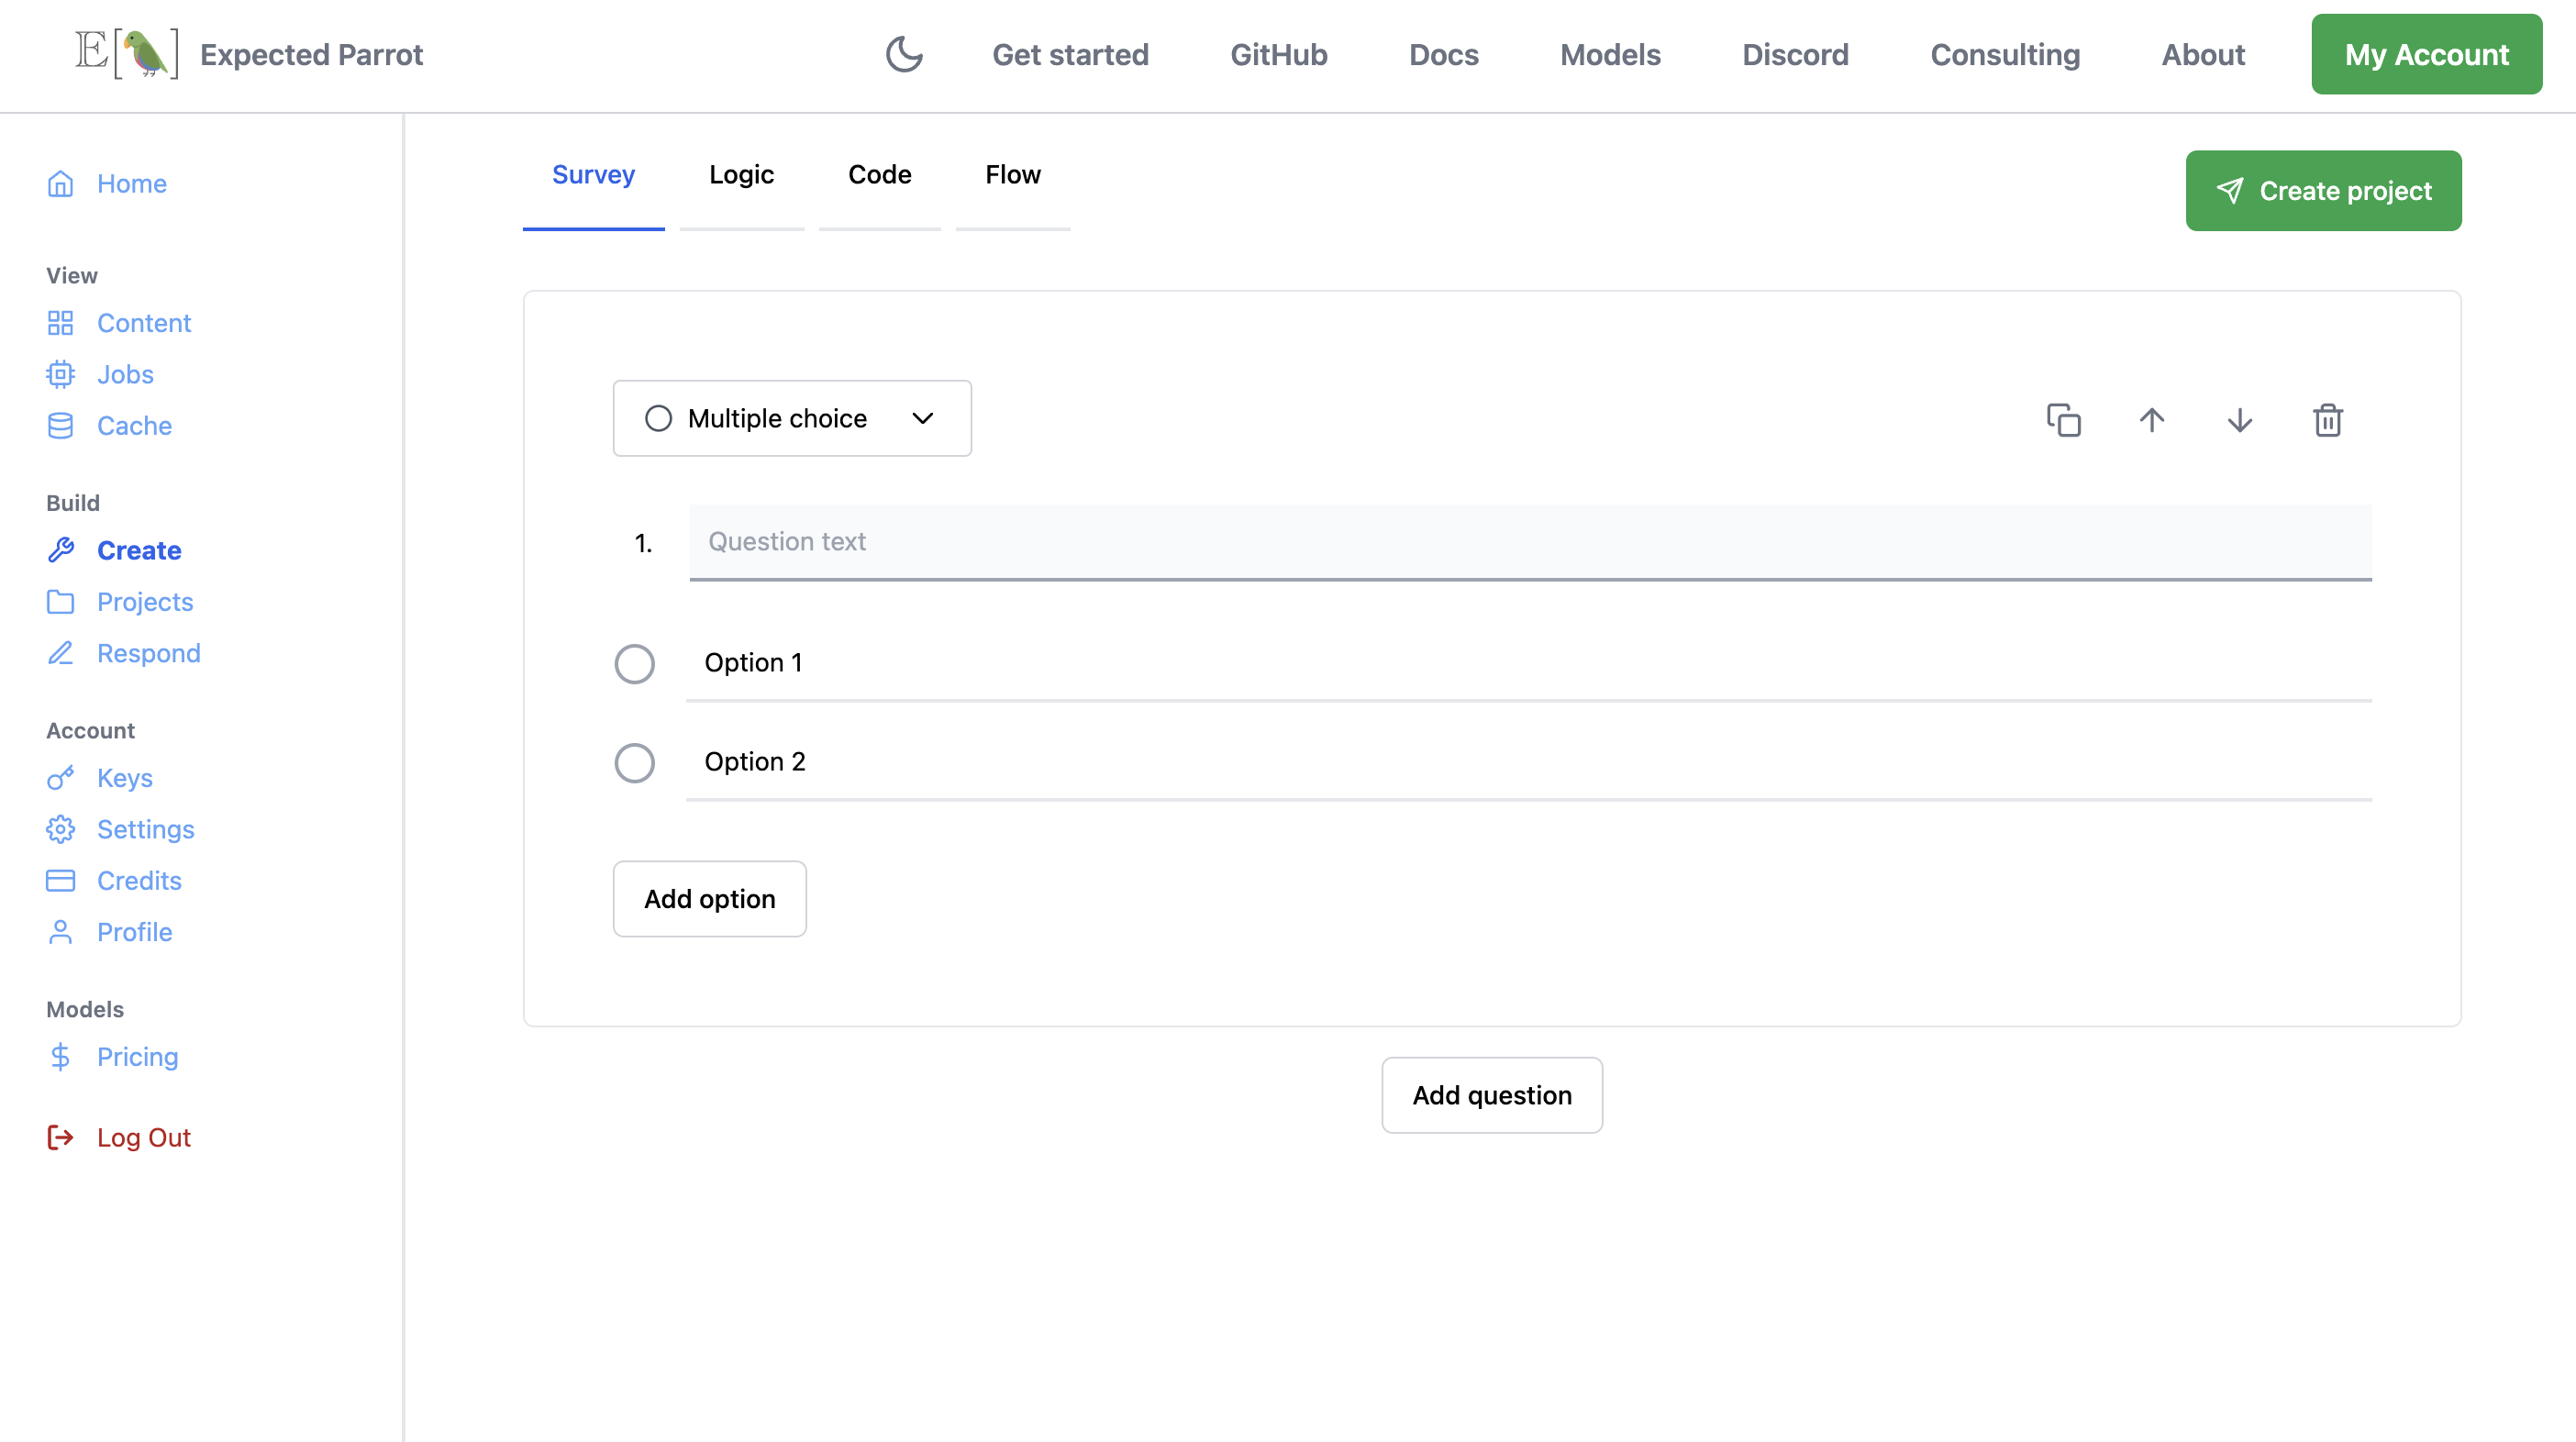 E[🦜] Expected Parrot
Get started
GitHub
Docs
Models
Discord
Consulting
About
My Account
Home
View
Content
Jobs
Cache
Build
Create
Projects
Respond
Account
Keys
Settings
Credits
Profile
Models
Pricing
Log Out
Survey
Logic
Code
Flow
Create project
Multiple choice
1. Question text
Option 1
Option 2
Add option
Add question